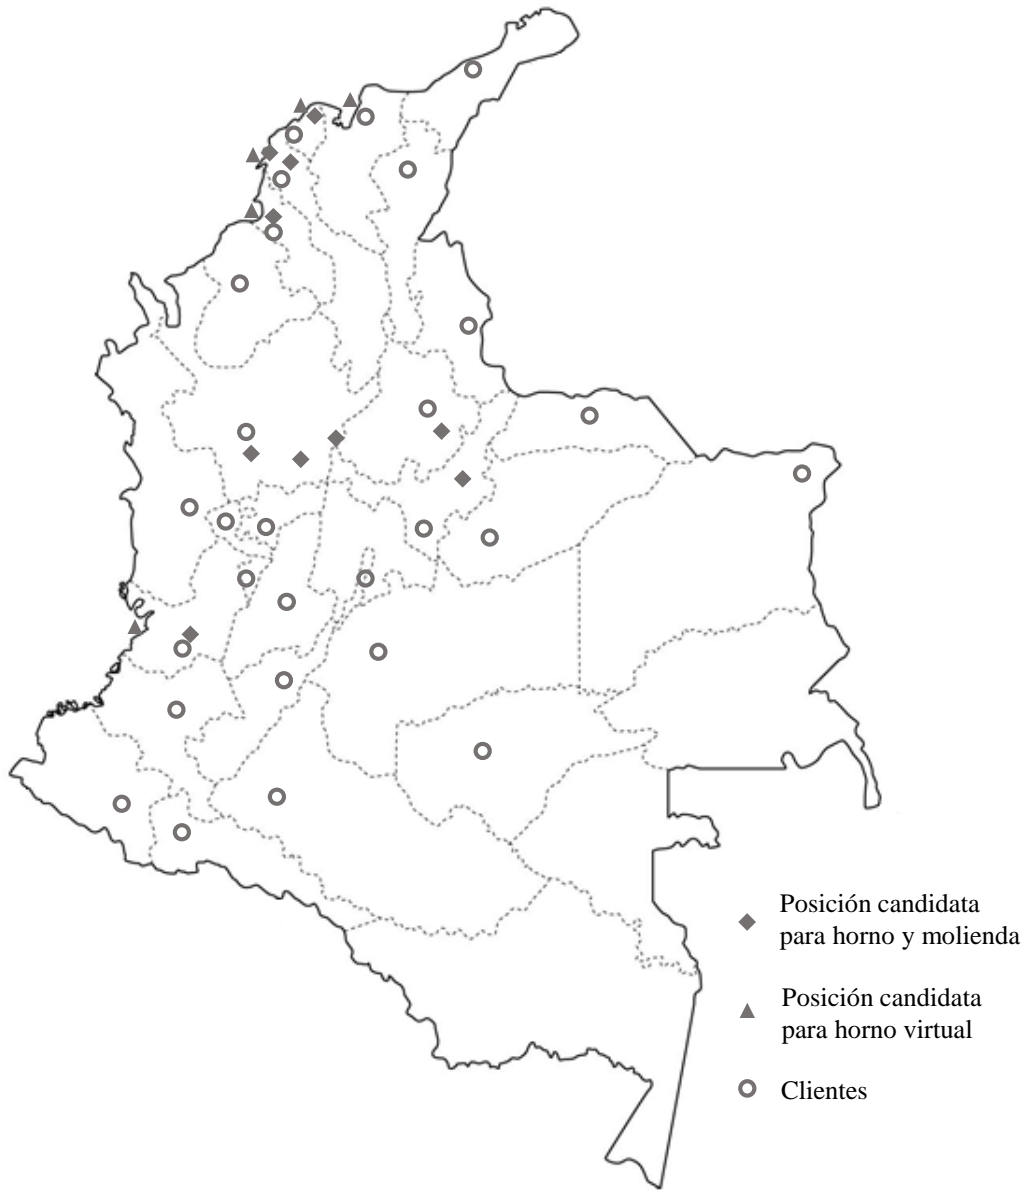 Posición candidata
para horno y molienda
Posición candidata
para horno virtual
Clientes